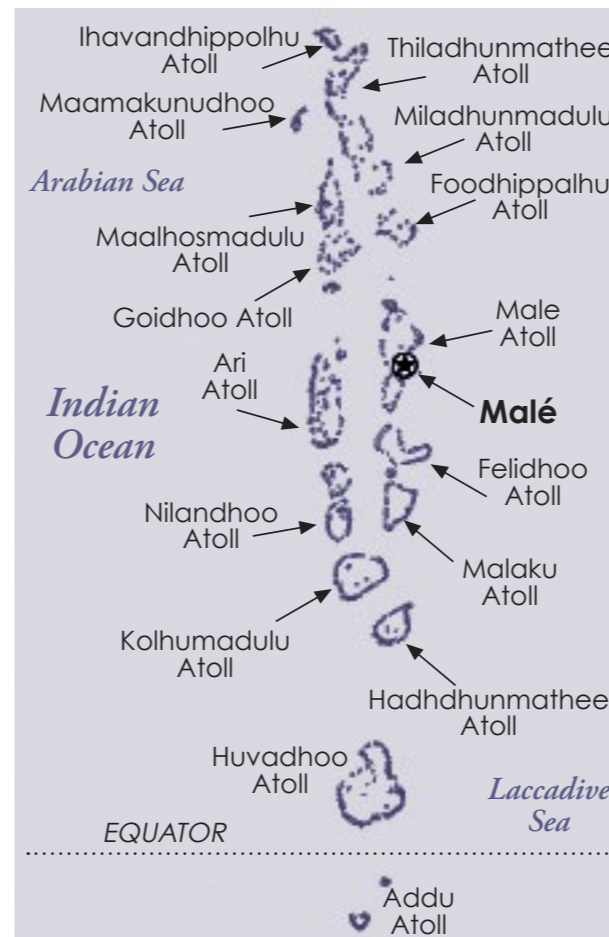 Ihavandhippolhu
Atoll
Thiladhunmathee
Atoll
Maamakunudhoo
Atoll
Miladhunmadulu
Atoll
Arabian Sea
Foodhippalhu
Atoll
Maalhosmadulu
Atoll
Goidhoo Atoll
Male
Atoll
Ari
Atoll
Indian
Ocean
Malé
Felidhoo
Atoll
Nilandhoo
Atoll
Malaku
Atoll
Kolhumadulu
Atoll
Hadhdhunmathee
Atoll
Huvadhoo
Atoll
Laccadive
Sea
EQUATOR
Addu
Atoll